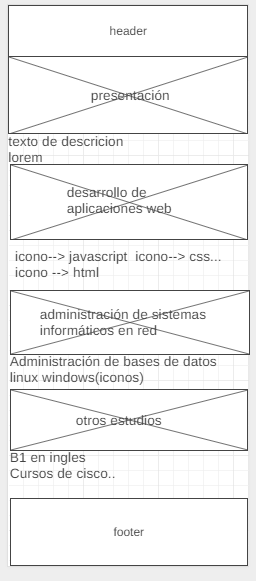 header
presentación
texto de descricion
lorem
desarrollo de
aplicaciones web
icono--> javascript icono--> css...
icono --> html
administración de sistemas
informáticos en red
Administración de bases de datos
linux windows(iconos)
otros estudios
B1 en ingles
Cursos de cisco..
footer